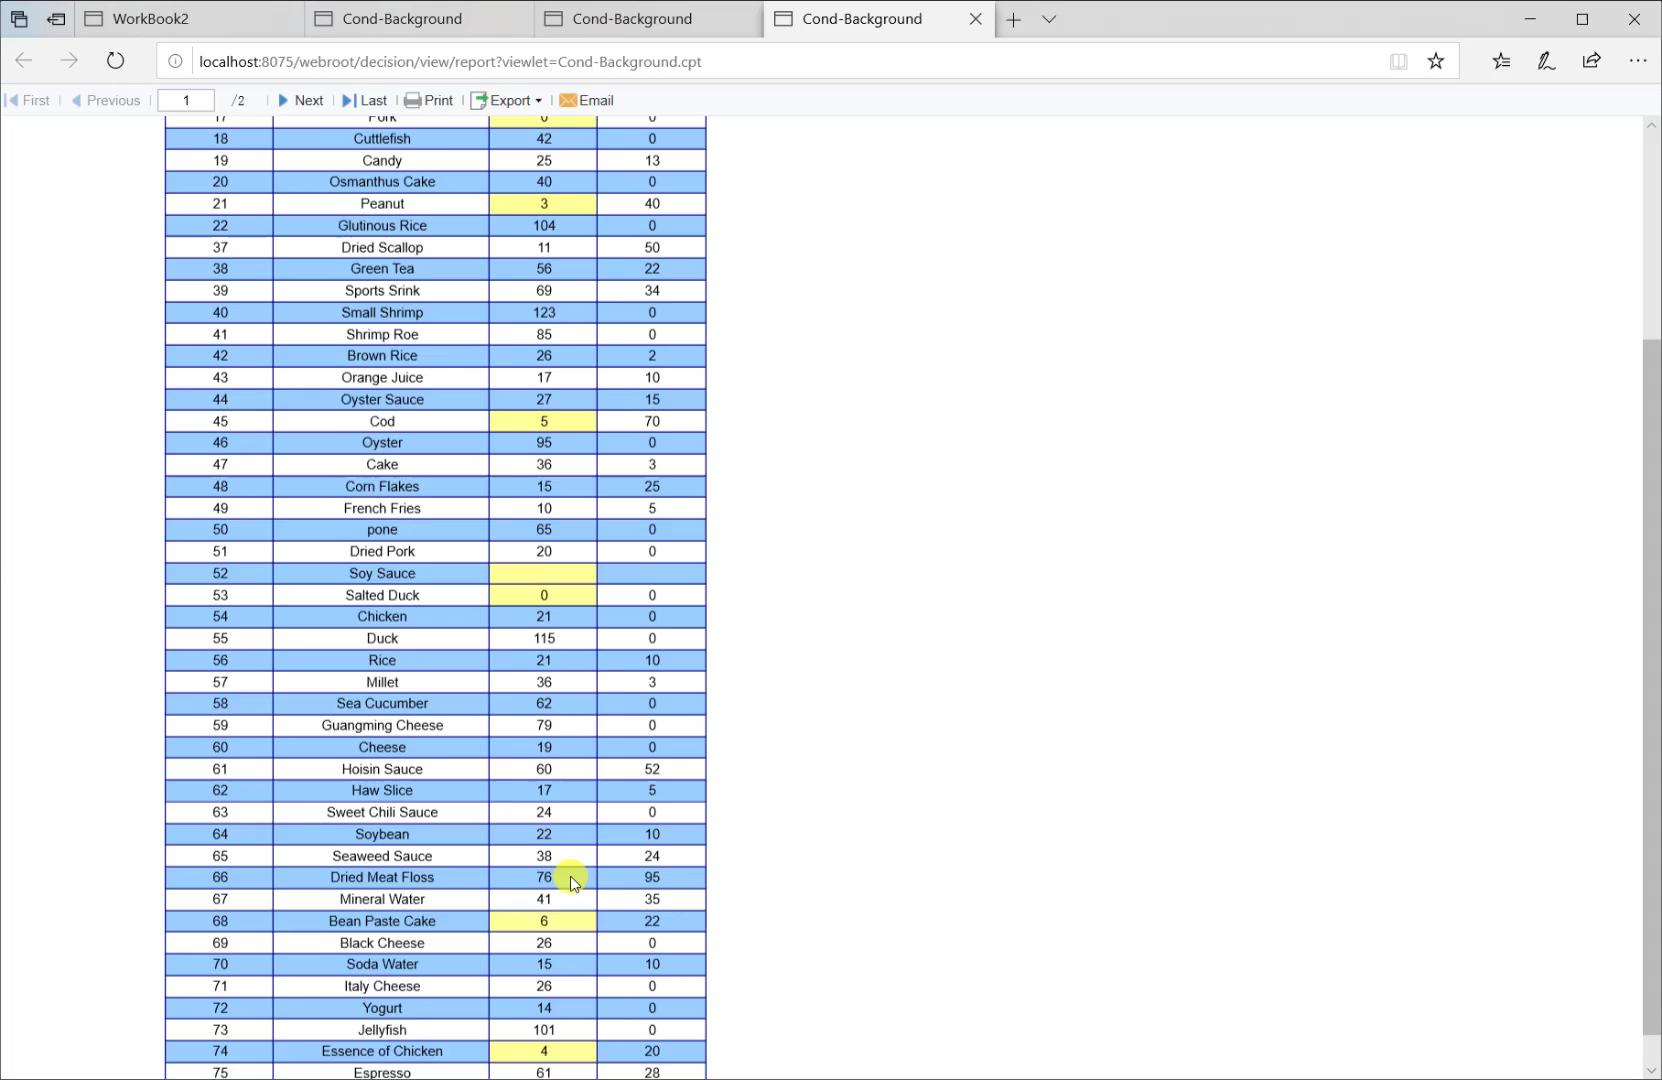 WorkBook2 Cond-Background Cond-Background Cond-Background
localhost:8075/webroot/decision/view/report?viewlet=Cond-Background.cpt
First Previous 1 /2 Next Last Print Export Email
17 Pork 0 0
18 Cuttlefish 42 0
19 Candy 25 13
20 Osmanthus Cake 40 0
21 Peanut 3 40
22 Glutinous Rice 104 0
37 Dried Scallop 11 50
38 Green Tea 56 22
39 Sports Srink 69 34
40 Small Shrimp 123 0
41 Shrimp Roe 85 0
42 Brown Rice 26 2
43 Orange Juice 17 10
44 Oyster Sauce 27 15
45 Cod 5 70
46 Oyster 95 0
47 Cake 36 3
48 Corn Flakes 15 25
49 French Fries 10 5
50 pone 65 0
51 Dried Pork 20 0
52 Soy Sauce
53 Salted Duck 0 0
54 Chicken 21 0
55 Duck 115 0
56 Rice 21 10
57 Millet 36 3
58 Sea Cucumber 62 0
59 Guangming Cheese 79 0
60 Cheese 19 0
61 Hoisin Sauce 60 52
62 Haw Slice 17 5
63 Sweet Chili Sauce 24 0
64 Soybean 22 10
65 Seaweed Sauce 38 24
66 Dried Meat Floss 76 95
67 Mineral Water 41 35
68 Bean Paste Cake 6 22
69 Black Cheese 26 0
70 Soda Water 15 10
71 Italy Cheese 26 0
72 Yogurt 14 0
73 Jellyfish 101 0
74 Essence of Chicken 4 20
75 Espresso 61 28